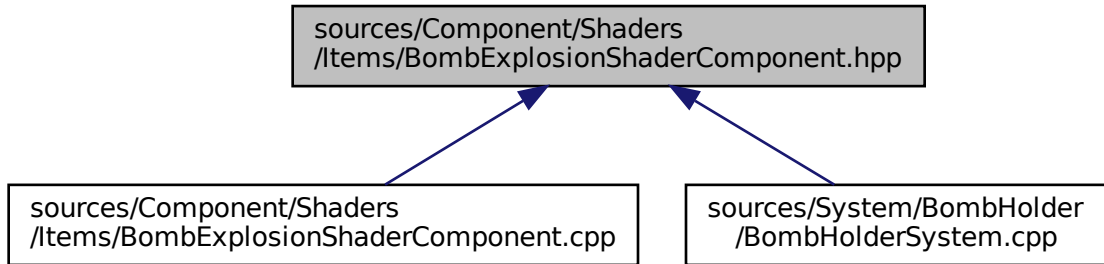 sources/Component/Shaders
/Items/BombExplosionShaderComponent.hpp
sources/Component/Shaders
/Items/BombExplosionShaderComponent.cpp
sources/System/BombHolder
/BombHolderSystem.cpp